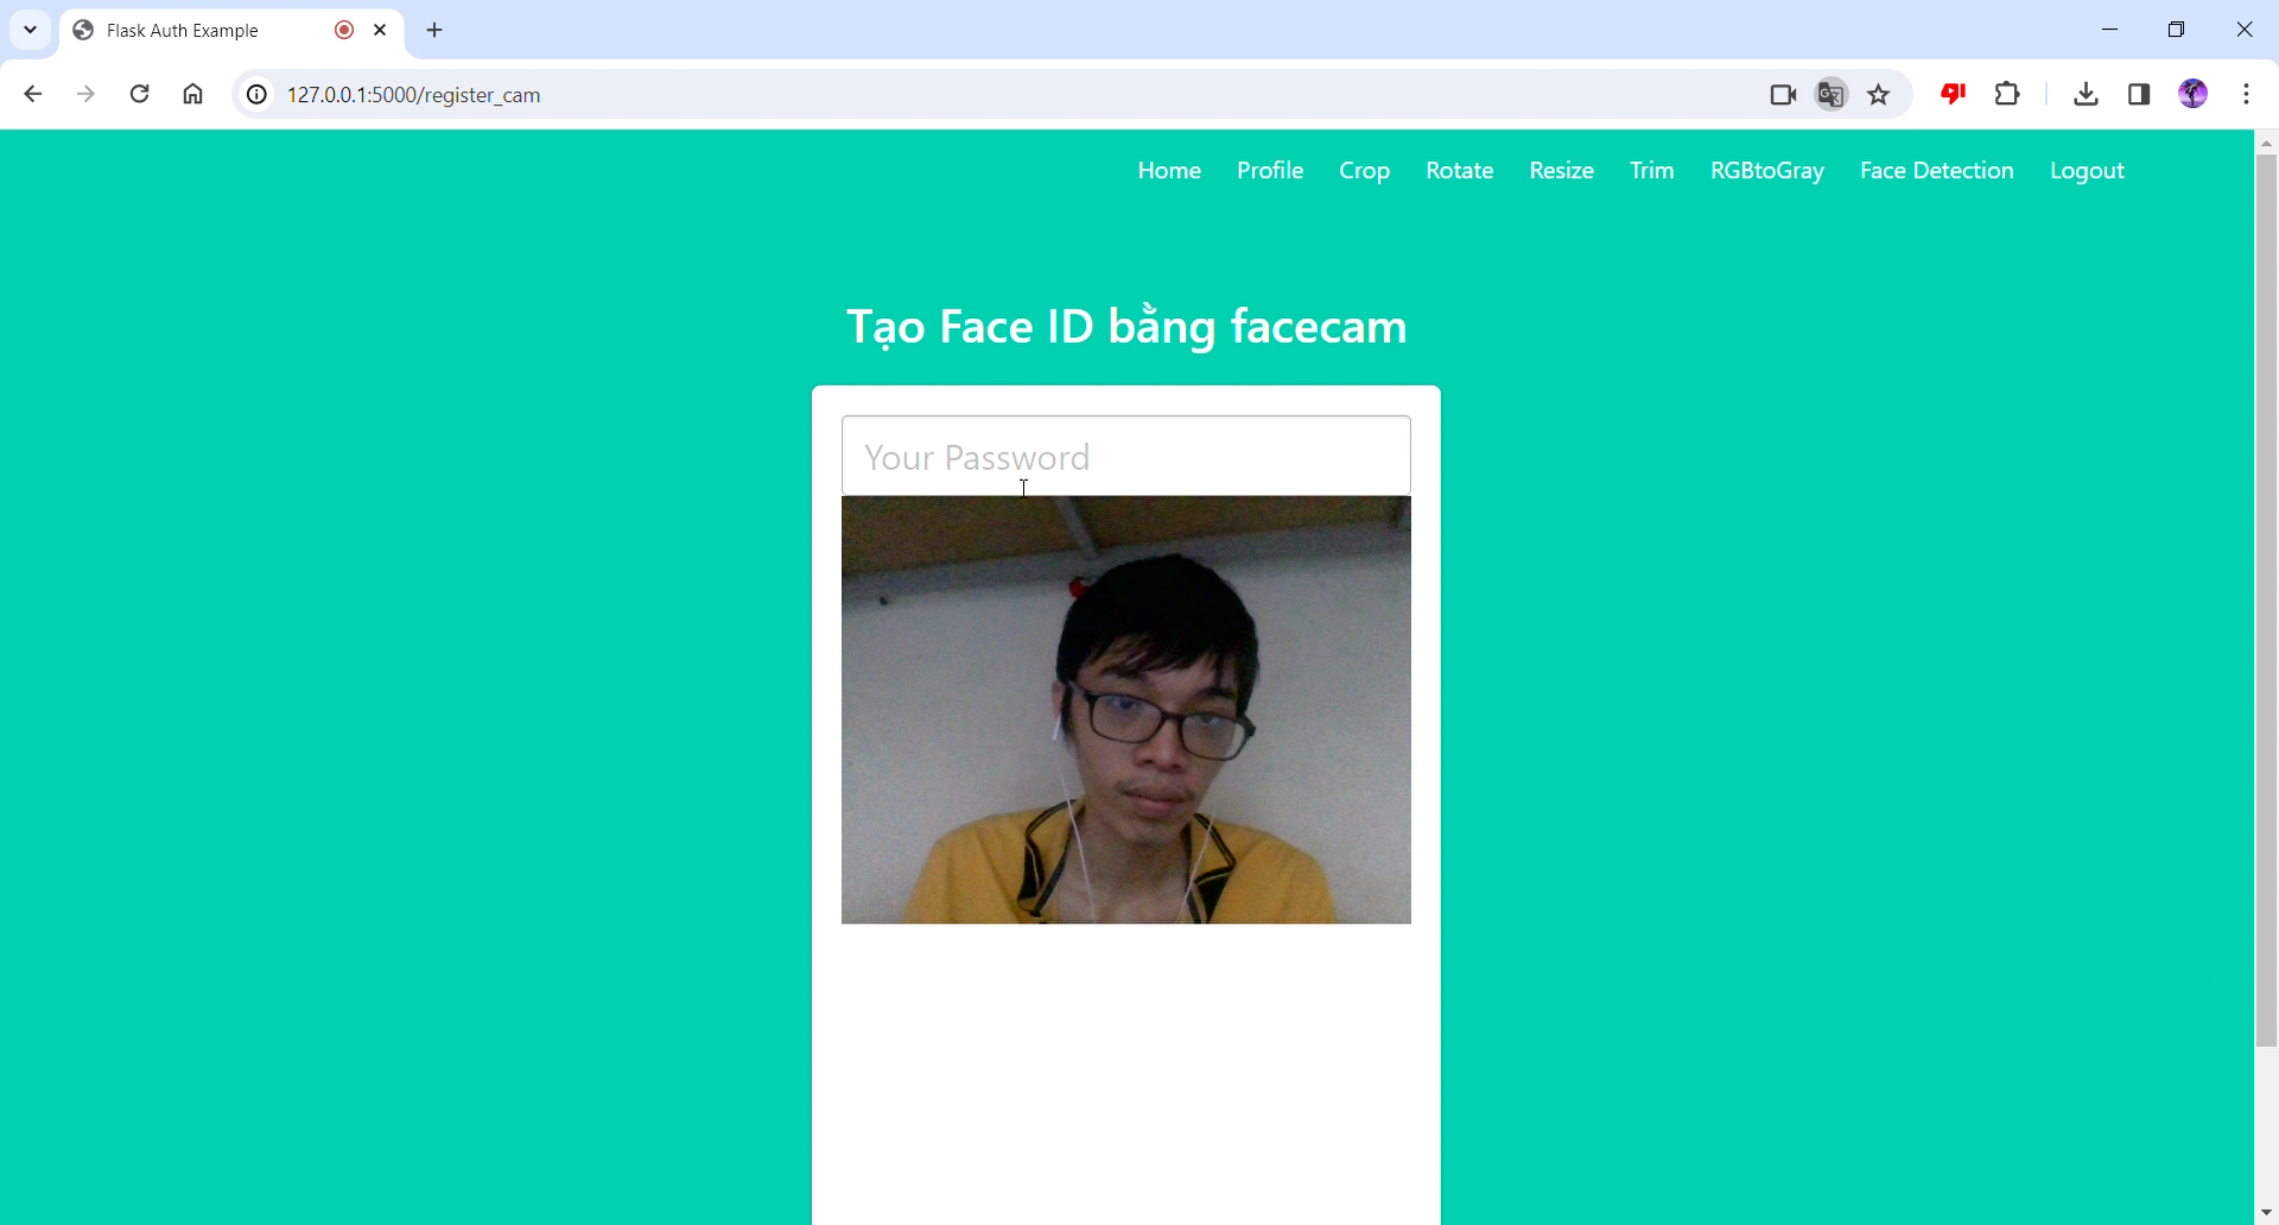 Flask Auth Example
127.0.0.1:5000/register_cam
Home Profile Crop Rotate Resize Trim RGBtoGray Face Detection Logout
Tạo Face ID bằng facecam
Your Password